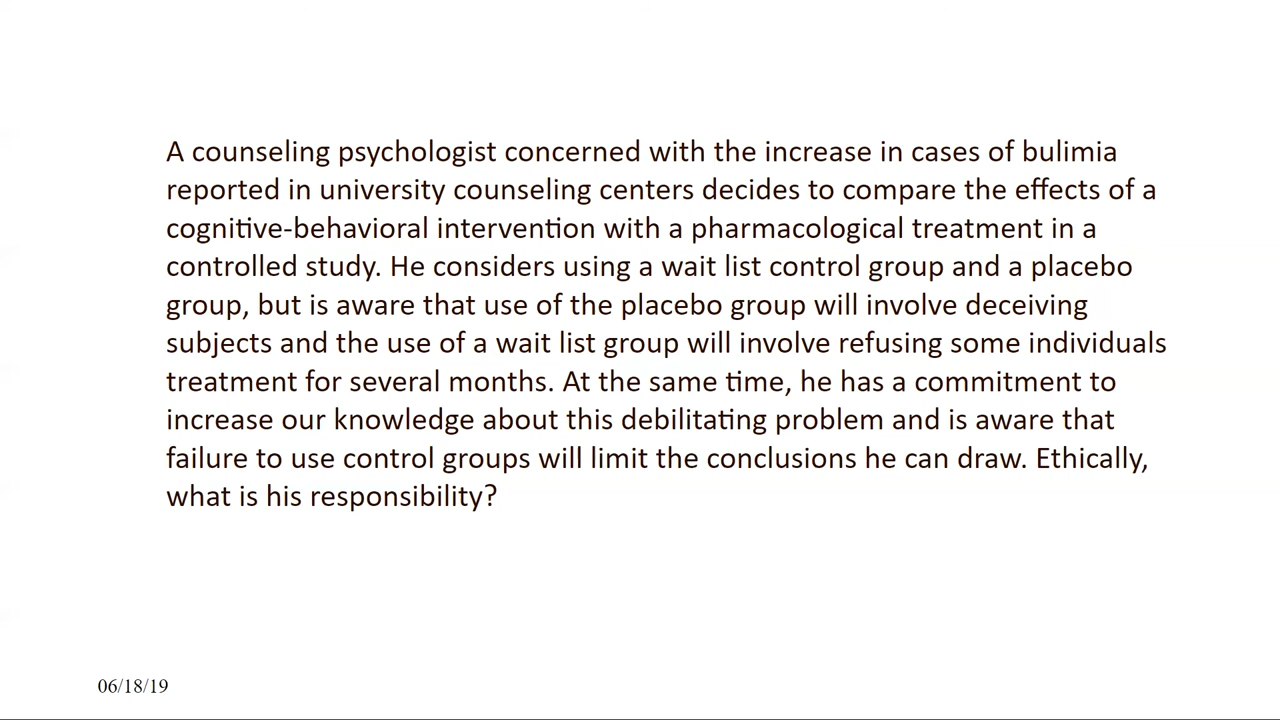 A counseling psychologist concerned with the increase in cases of bulimia
reported in university counseling centers decides to compare the effects of a
cognitive-behavioral intervention with a pharmacological treatment in a
controlled study. He considers using a wait list control group and a placebo
group, but is aware that use of the placebo group will involve deceiving
subjects and the use of a wait list group will involve refusing some individuals
treatment for several months. At the same time, he has a commitment to
increase our knowledge about this debilitating problem and is aware that
failure to use control groups will limit the conclusions he can draw. Ethically,
what is his responsibility?
06/18/19